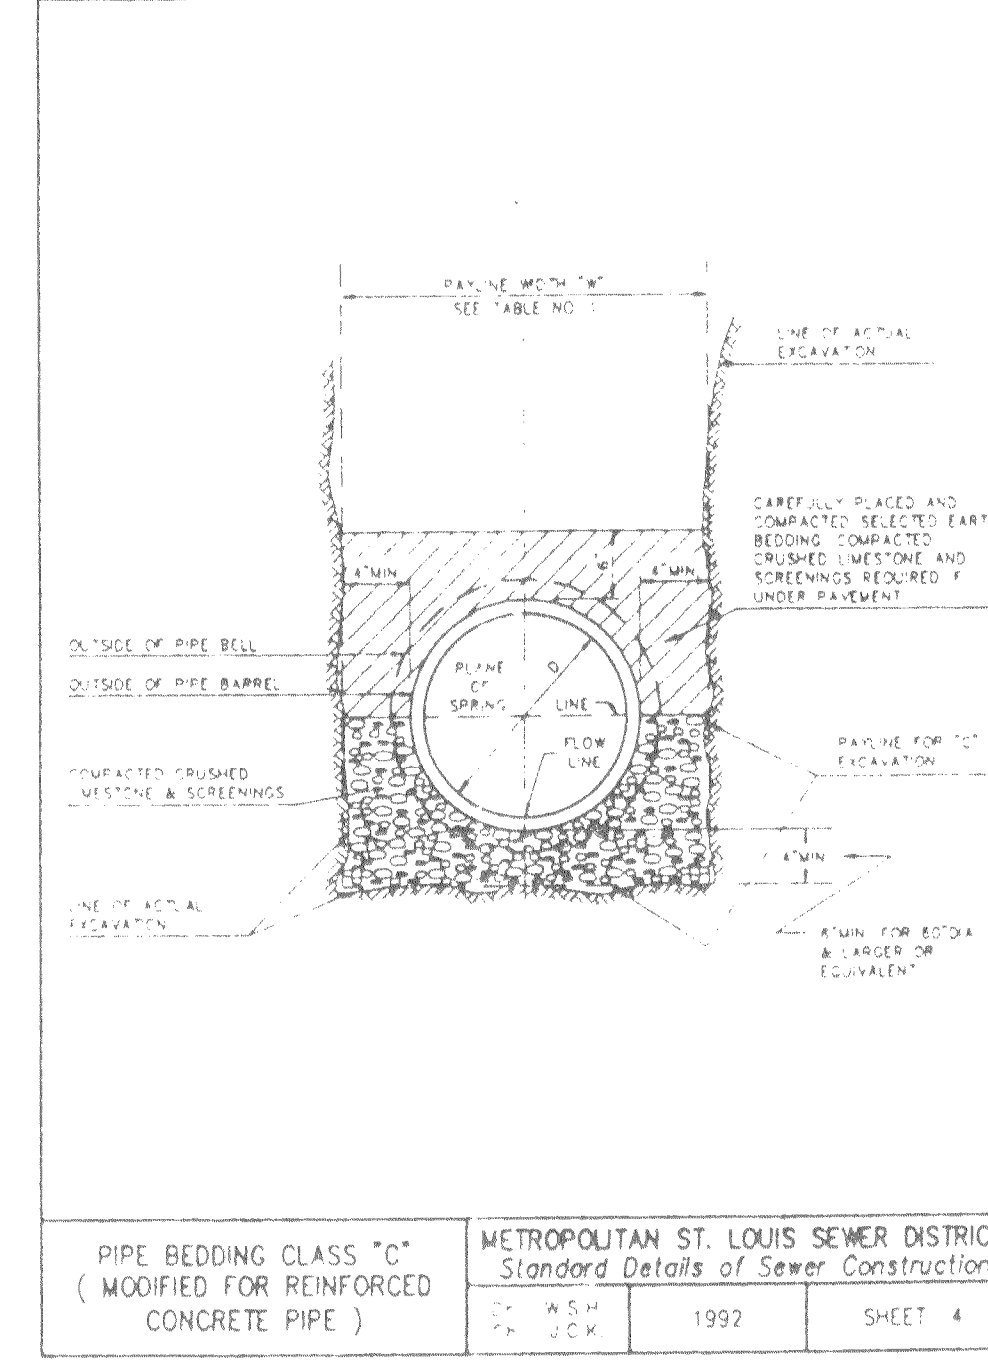 PAYLINE WIDTH "W"
SEE TABLE NO. 1
LINE OF ACTUAL
EXCAVATION
CAREFULLY PLACED AND
COMPACTED SELECTED EART
BEDDING. COMPACTED
CRUSHED LIMESTONE AND
SCREENINGS REQUIRED IF
UNDER PAVEMENT
4"MIN
6"
4"MIN
OUTSIDE OF PIPE BELL
OUTSIDE OF PIPE BARREL
PLANE
OF
SPRING LINE
D
FLOW
LINE
COMPACTED CRUSHED
LIMESTONE & SCREENINGS
PAYLINE FOR "C"
EXCAVATION
4"MIN
LINE OF ACTUAL
EXCAVATION
6"MIN. FOR 60"DIA
& LARGER OR
EQUIVALENT
PIPE BEDDING CLASS "C"
( MODIFIED FOR REINFORCED
CONCRETE PIPE )
METROPOLITAN ST. LOUIS SEWER DISTRIC
Standard Details of Sewer Construction
W.S.H.
J.C.K.
1992
SHEET 4